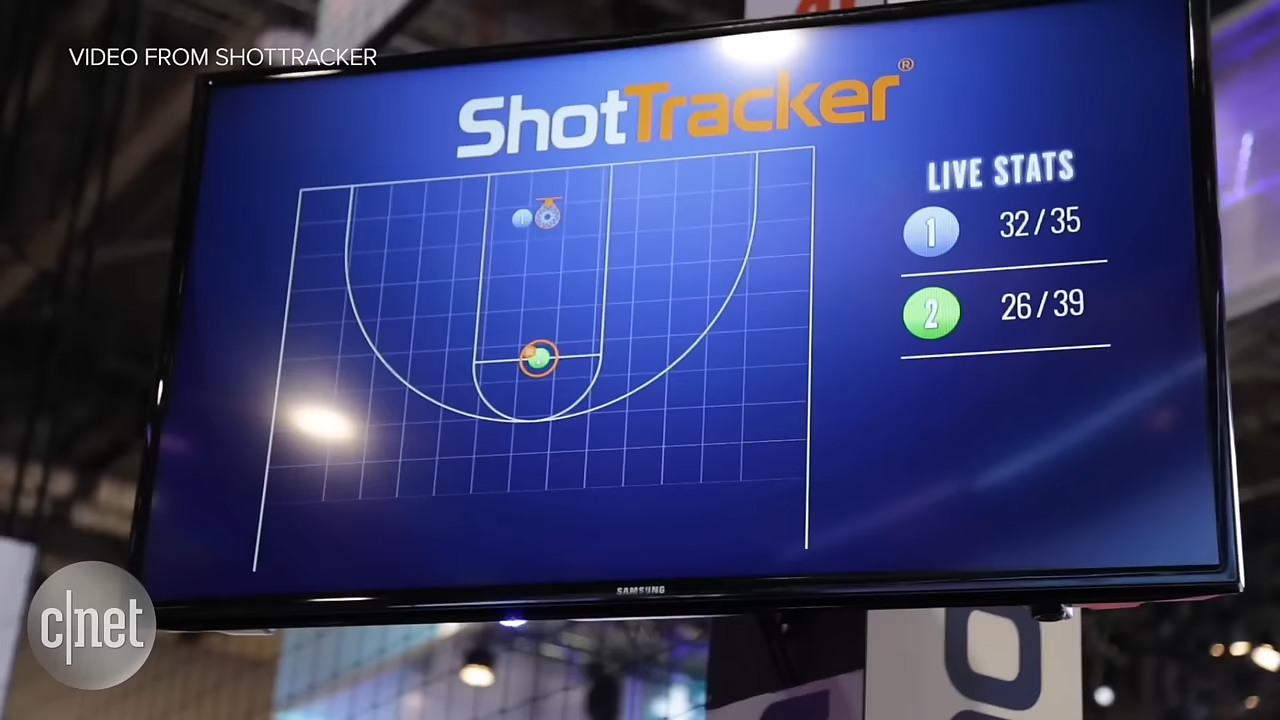 VIDEO FROM SHOTTRACKER
ShotTracker®
LIVE STATS
1 32/35
2 26/39
SAMSUNG
c|net